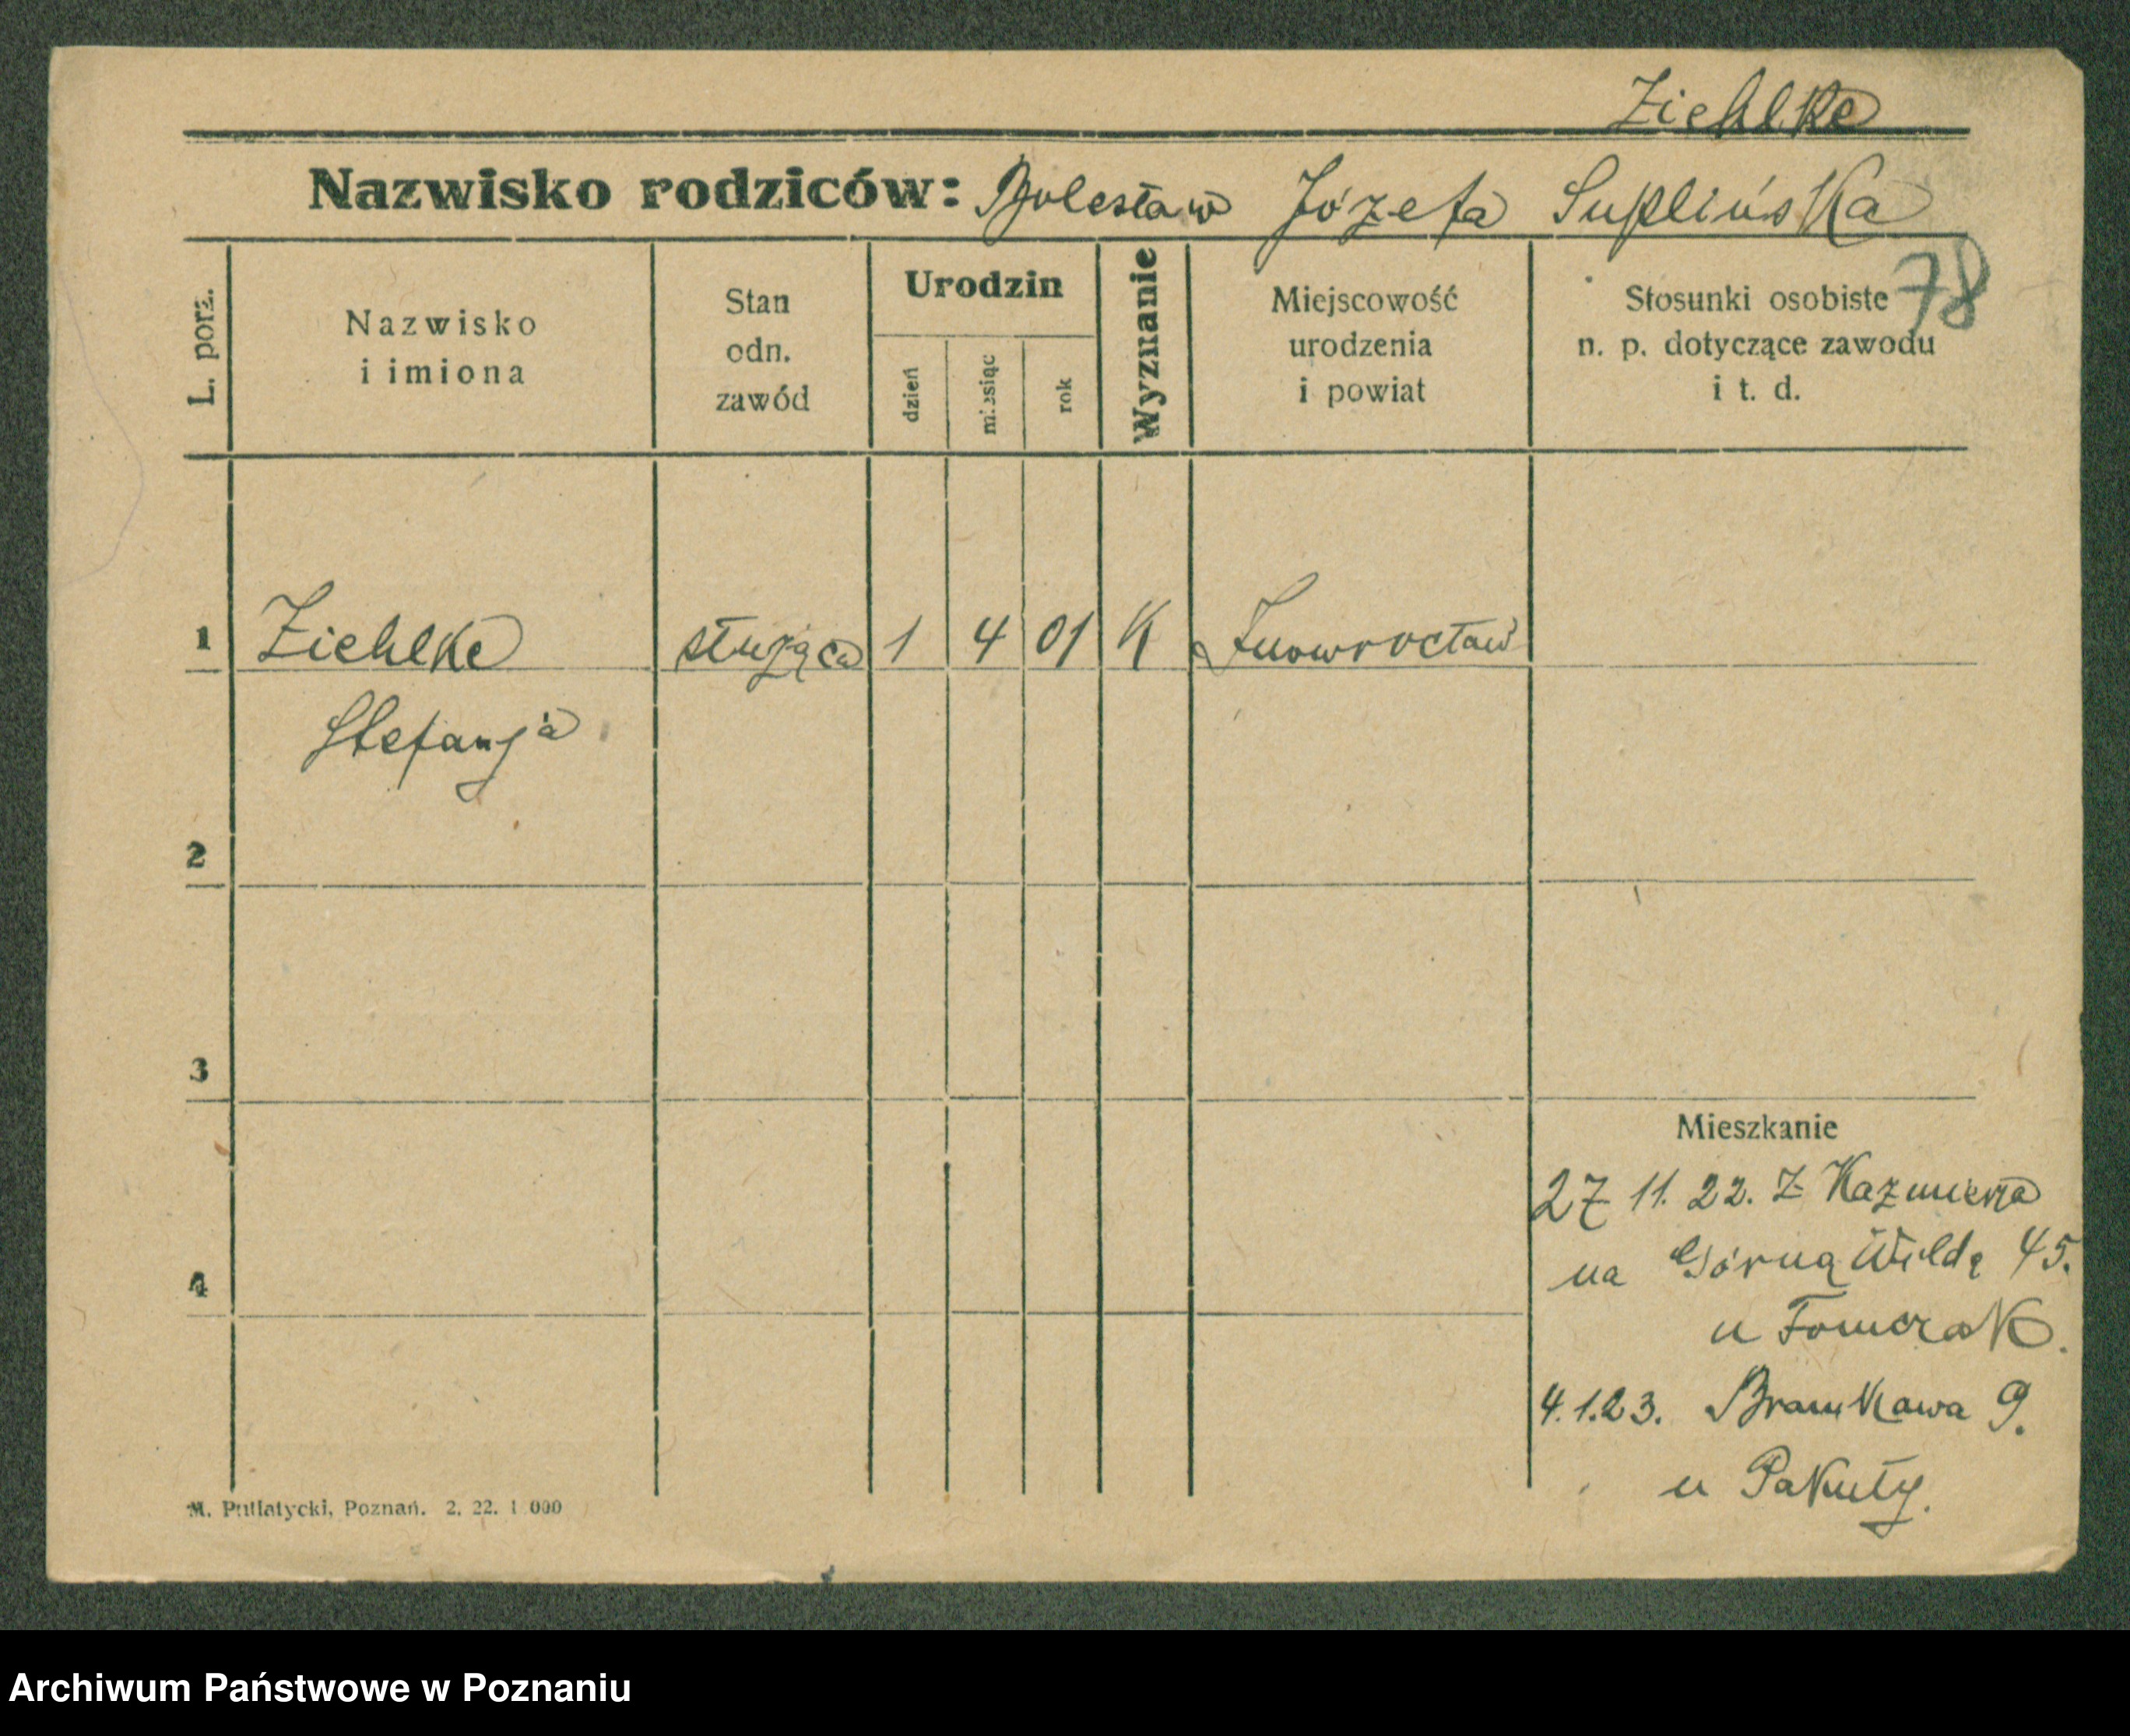 Ziehlke
Nazwisko rodziców: Bolesław Józefa Suplińska
78
L. porz.
Nazwisko
i imiona
Stan
odn.
zawód
Urodzin
dzień
miesiąc
rok
Wyznanie
Miejscowość
urodzenia
i powiat
Stosunki osobiste
n. p. dotyczące zawodu
i t. d.
1 Ziehlke służąca 1 4 01 K Inowrocław
Stefanja
2
3
Mieszkanie
27 11. 22. Z Kazmierza
na Górną Wildę 45.
4
u Tomczak.
4.1.23. Bramkowa 9.
u Pakuły.
M. Putiatycki, Poznań. 2. 22. 1 000
Archiwum Państwowe w Poznaniu